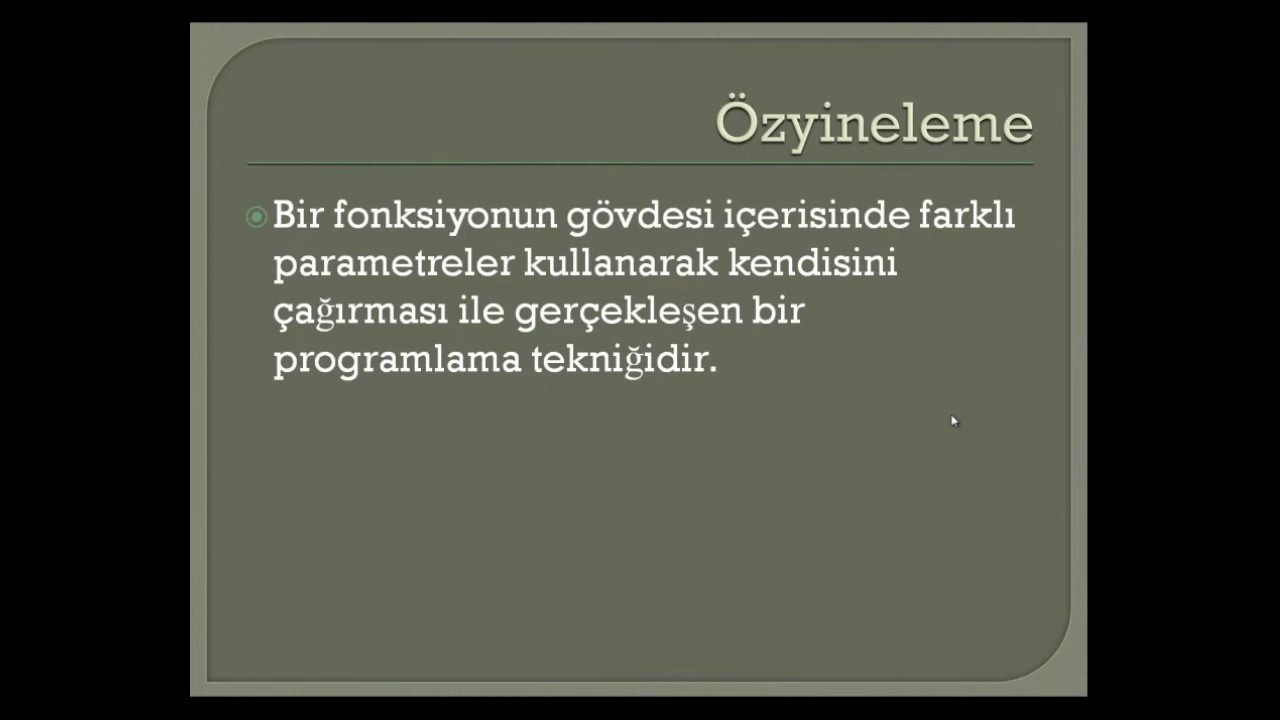 Özyineleme
Bir fonksiyonun gövdesi içerisinde farklı
parametreler kullanarak kendisini
çağırması ile gerçekleşen bir
programlama tekniğidir.